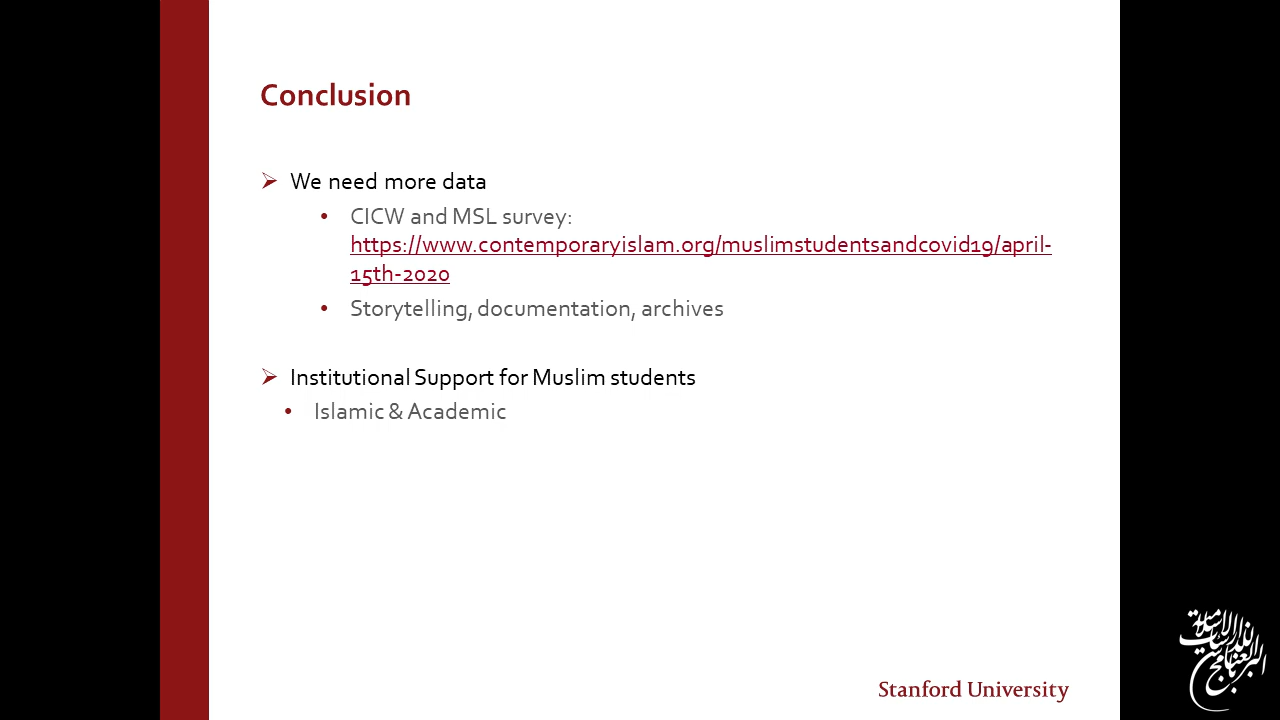 Conclusion
➢ We need more data
• CICW and MSL survey:
https://www.contemporaryislam.org/muslimstudentsandcovid19/april-
15th-2020
• Storytelling, documentation, archives
➢ Institutional Support for Muslim students
• Islamic & Academic
Stanford University